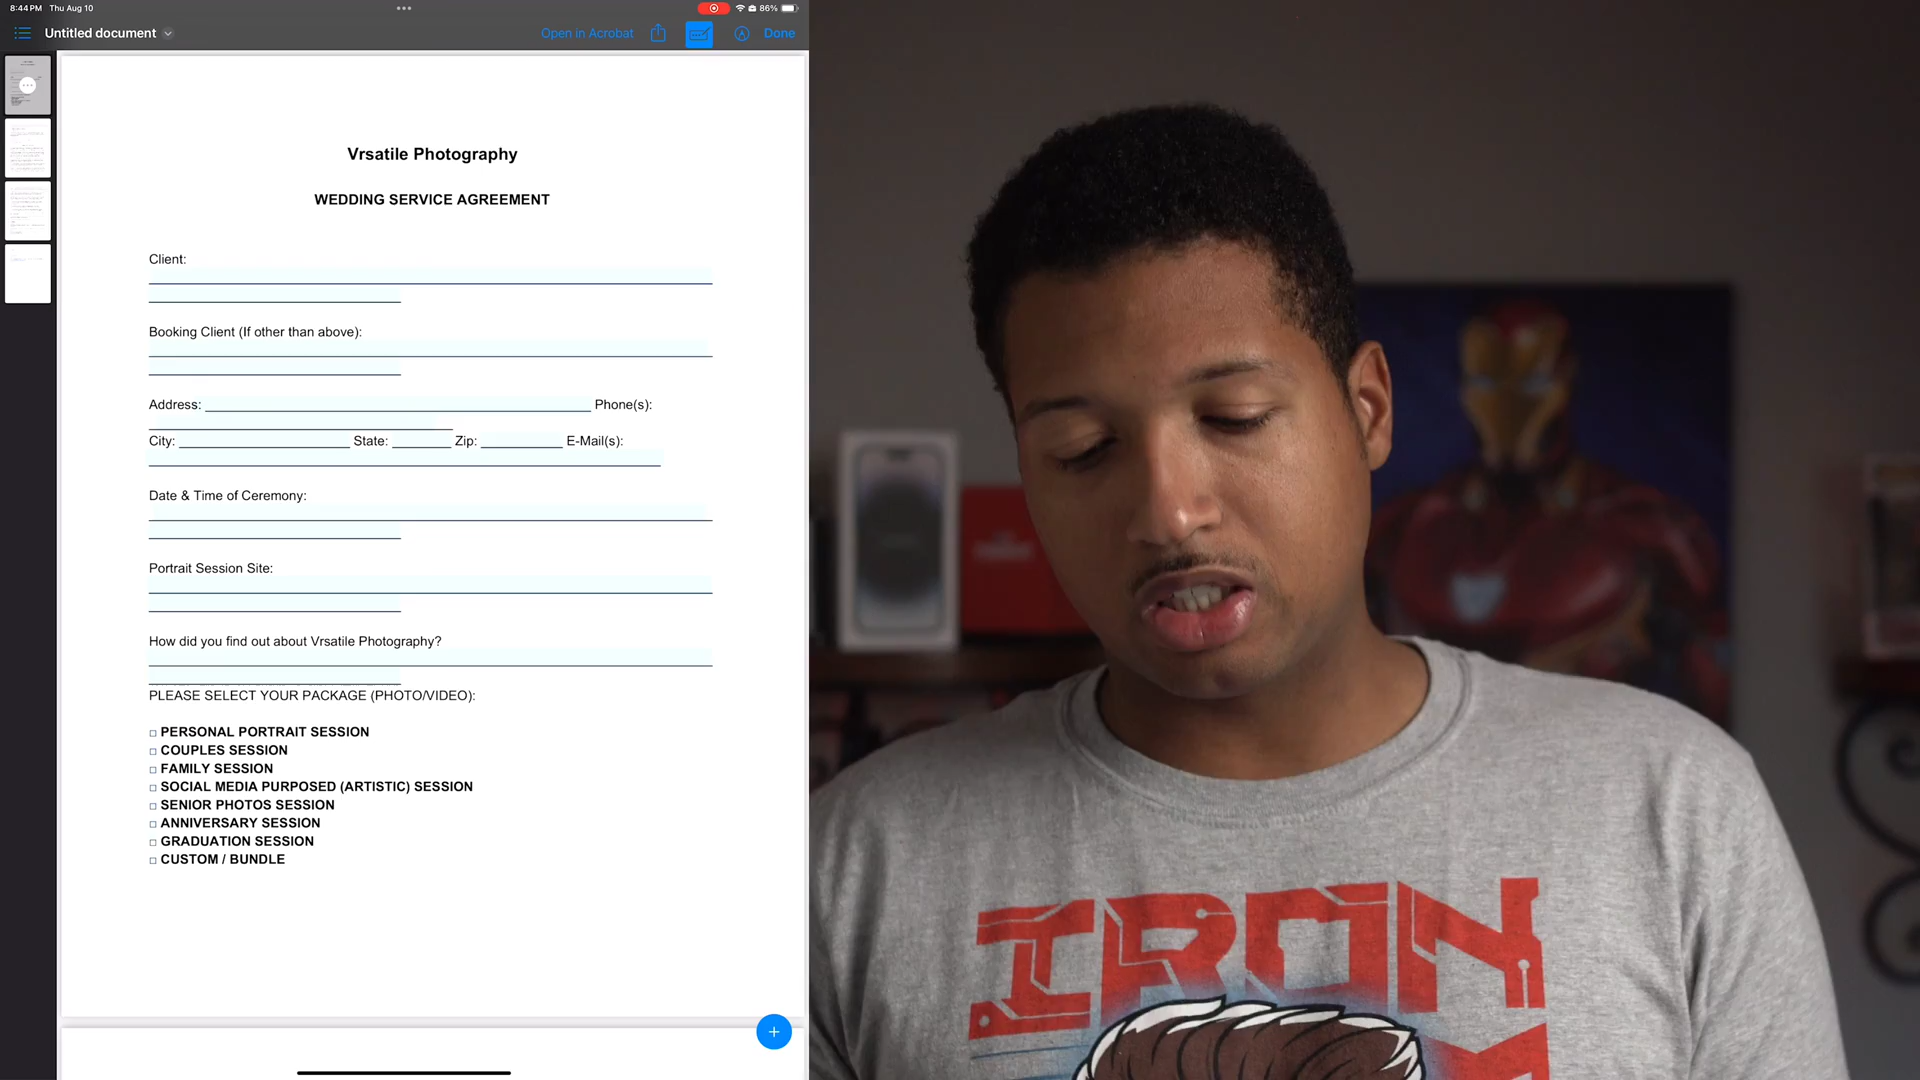 8:44 PM Thu Aug 10
86%
Untitled document
Open in Acrobat
Done
Vrsatile Photography
WEDDING SERVICE AGREEMENT
Client:
Booking Client (If other than above):
Address: Phone(s):
City: State: Zip: E-Mail(s):
Date & Time of Ceremony:
Portrait Session Site:
How did you find out about Vrsatile Photography?
PLEASE SELECT YOUR PACKAGE (PHOTO/VIDEO):
□ PERSONAL PORTRAIT SESSION
□ COUPLES SESSION
□ FAMILY SESSION
□ SOCIAL MEDIA PURPOSED (ARTISTIC) SESSION
□ SENIOR PHOTOS SESSION
□ ANNIVERSARY SESSION
□ GRADUATION SESSION
□ CUSTOM / BUNDLE
IRON